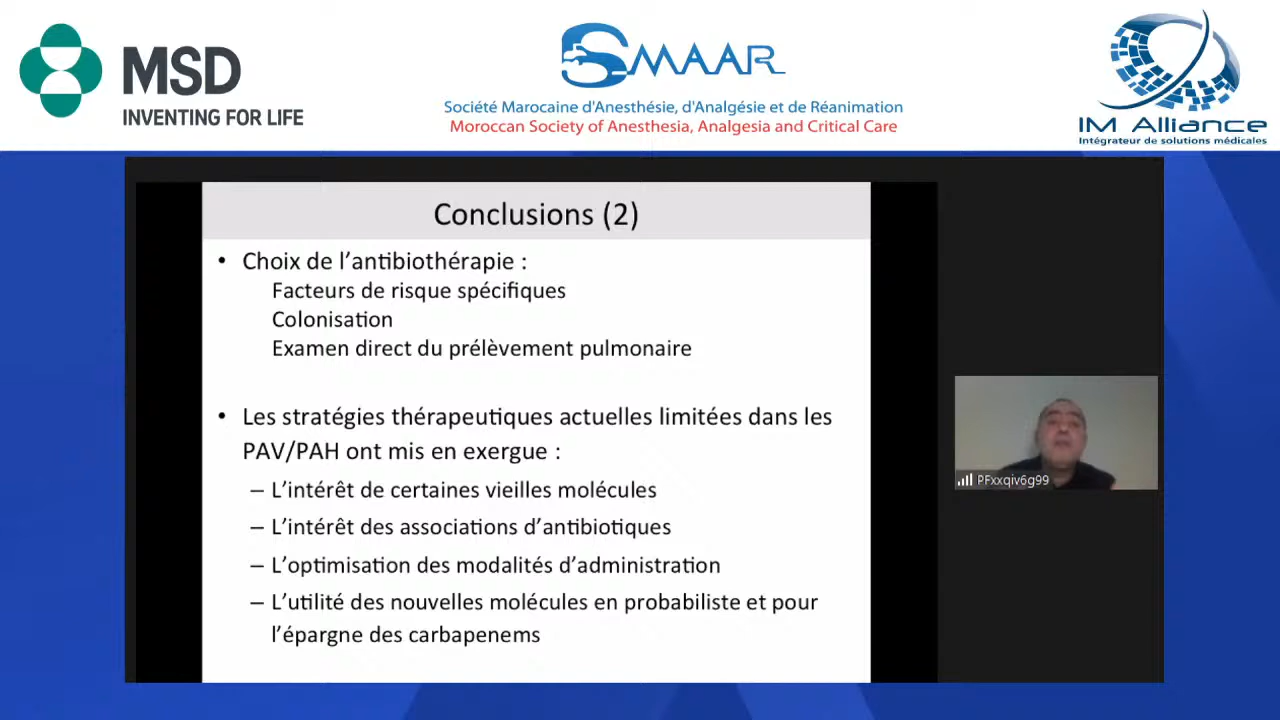 MSD
INVENTING FOR LIFE
SMAAR
Société Marocaine d'Anesthésie, d'Analgésie et de Réanimation
Moroccan Society of Anesthesia, Analgesia and Critical Care
IM Alliance
Intégrateur de solutions médicales
Conclusions (2)
• Choix de l’antibiothérapie :
Facteurs de risque spécifiques
Colonisation
Examen direct du prélèvement pulmonaire
• Les stratégies thérapeutiques actuelles limitées dans les
PAV/PAH ont mis en exergue :
– L’intérêt de certaines vieilles molécules
– L’intérêt des associations d’antibiotiques
– L’optimisation des modalités d’administration
– L’utilité des nouvelles molécules en probabiliste et pour
l’épargne des carbapenems
PFxxqiv6g99